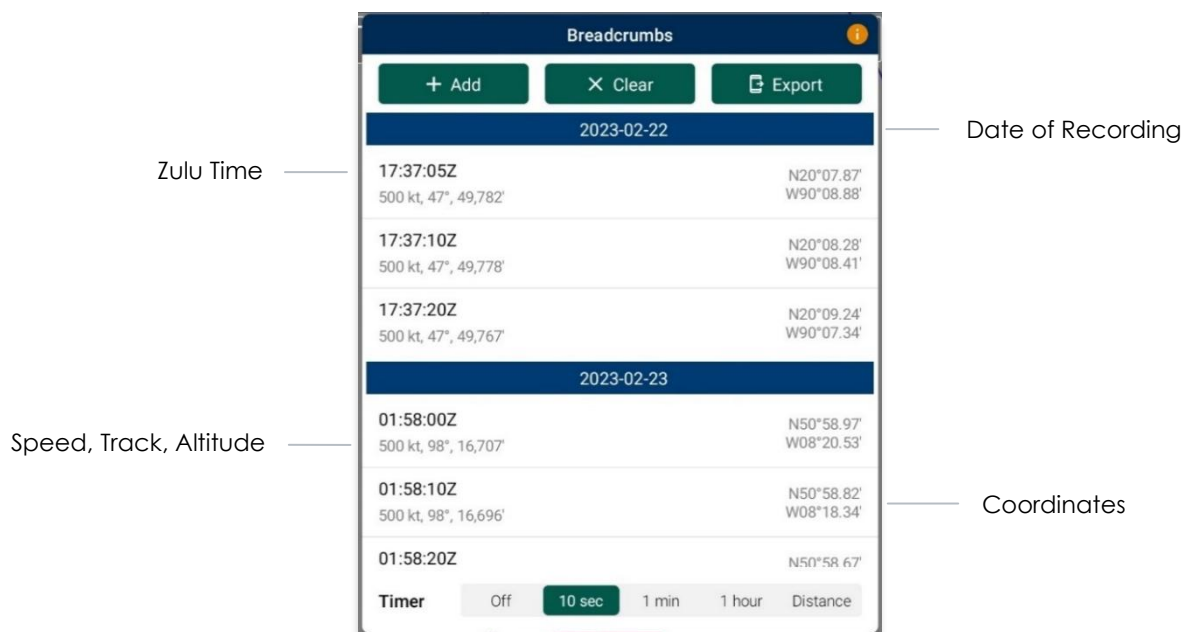 Breadcrumbs
+ Add
Clear
Export
2023-02-22
Date of Recording
Zulu Time
17:37:05Z
500 kt, 47°, 49,782'
N20°07.87'
W90°08.88'
17:37:10Z
500 kt, 47°, 49,778'
N20°08.28'
W90°08.41'
17:37:20Z
500 kt, 47°, 49,767'
N20°09.24'
W90°07.34'
2023-02-23
Speed, Track, Altitude
01:58:00Z
500 kt, 98°, 16,707'
N50°58.97'
W08°20.53'
01:58:10Z
500 kt, 98°, 16,696'
N50°58.82'
W08°18.34'
Coordinates
01:58:20Z
N50°58.67'
Timer
Off
10 sec
1 min
1 hour
Distance